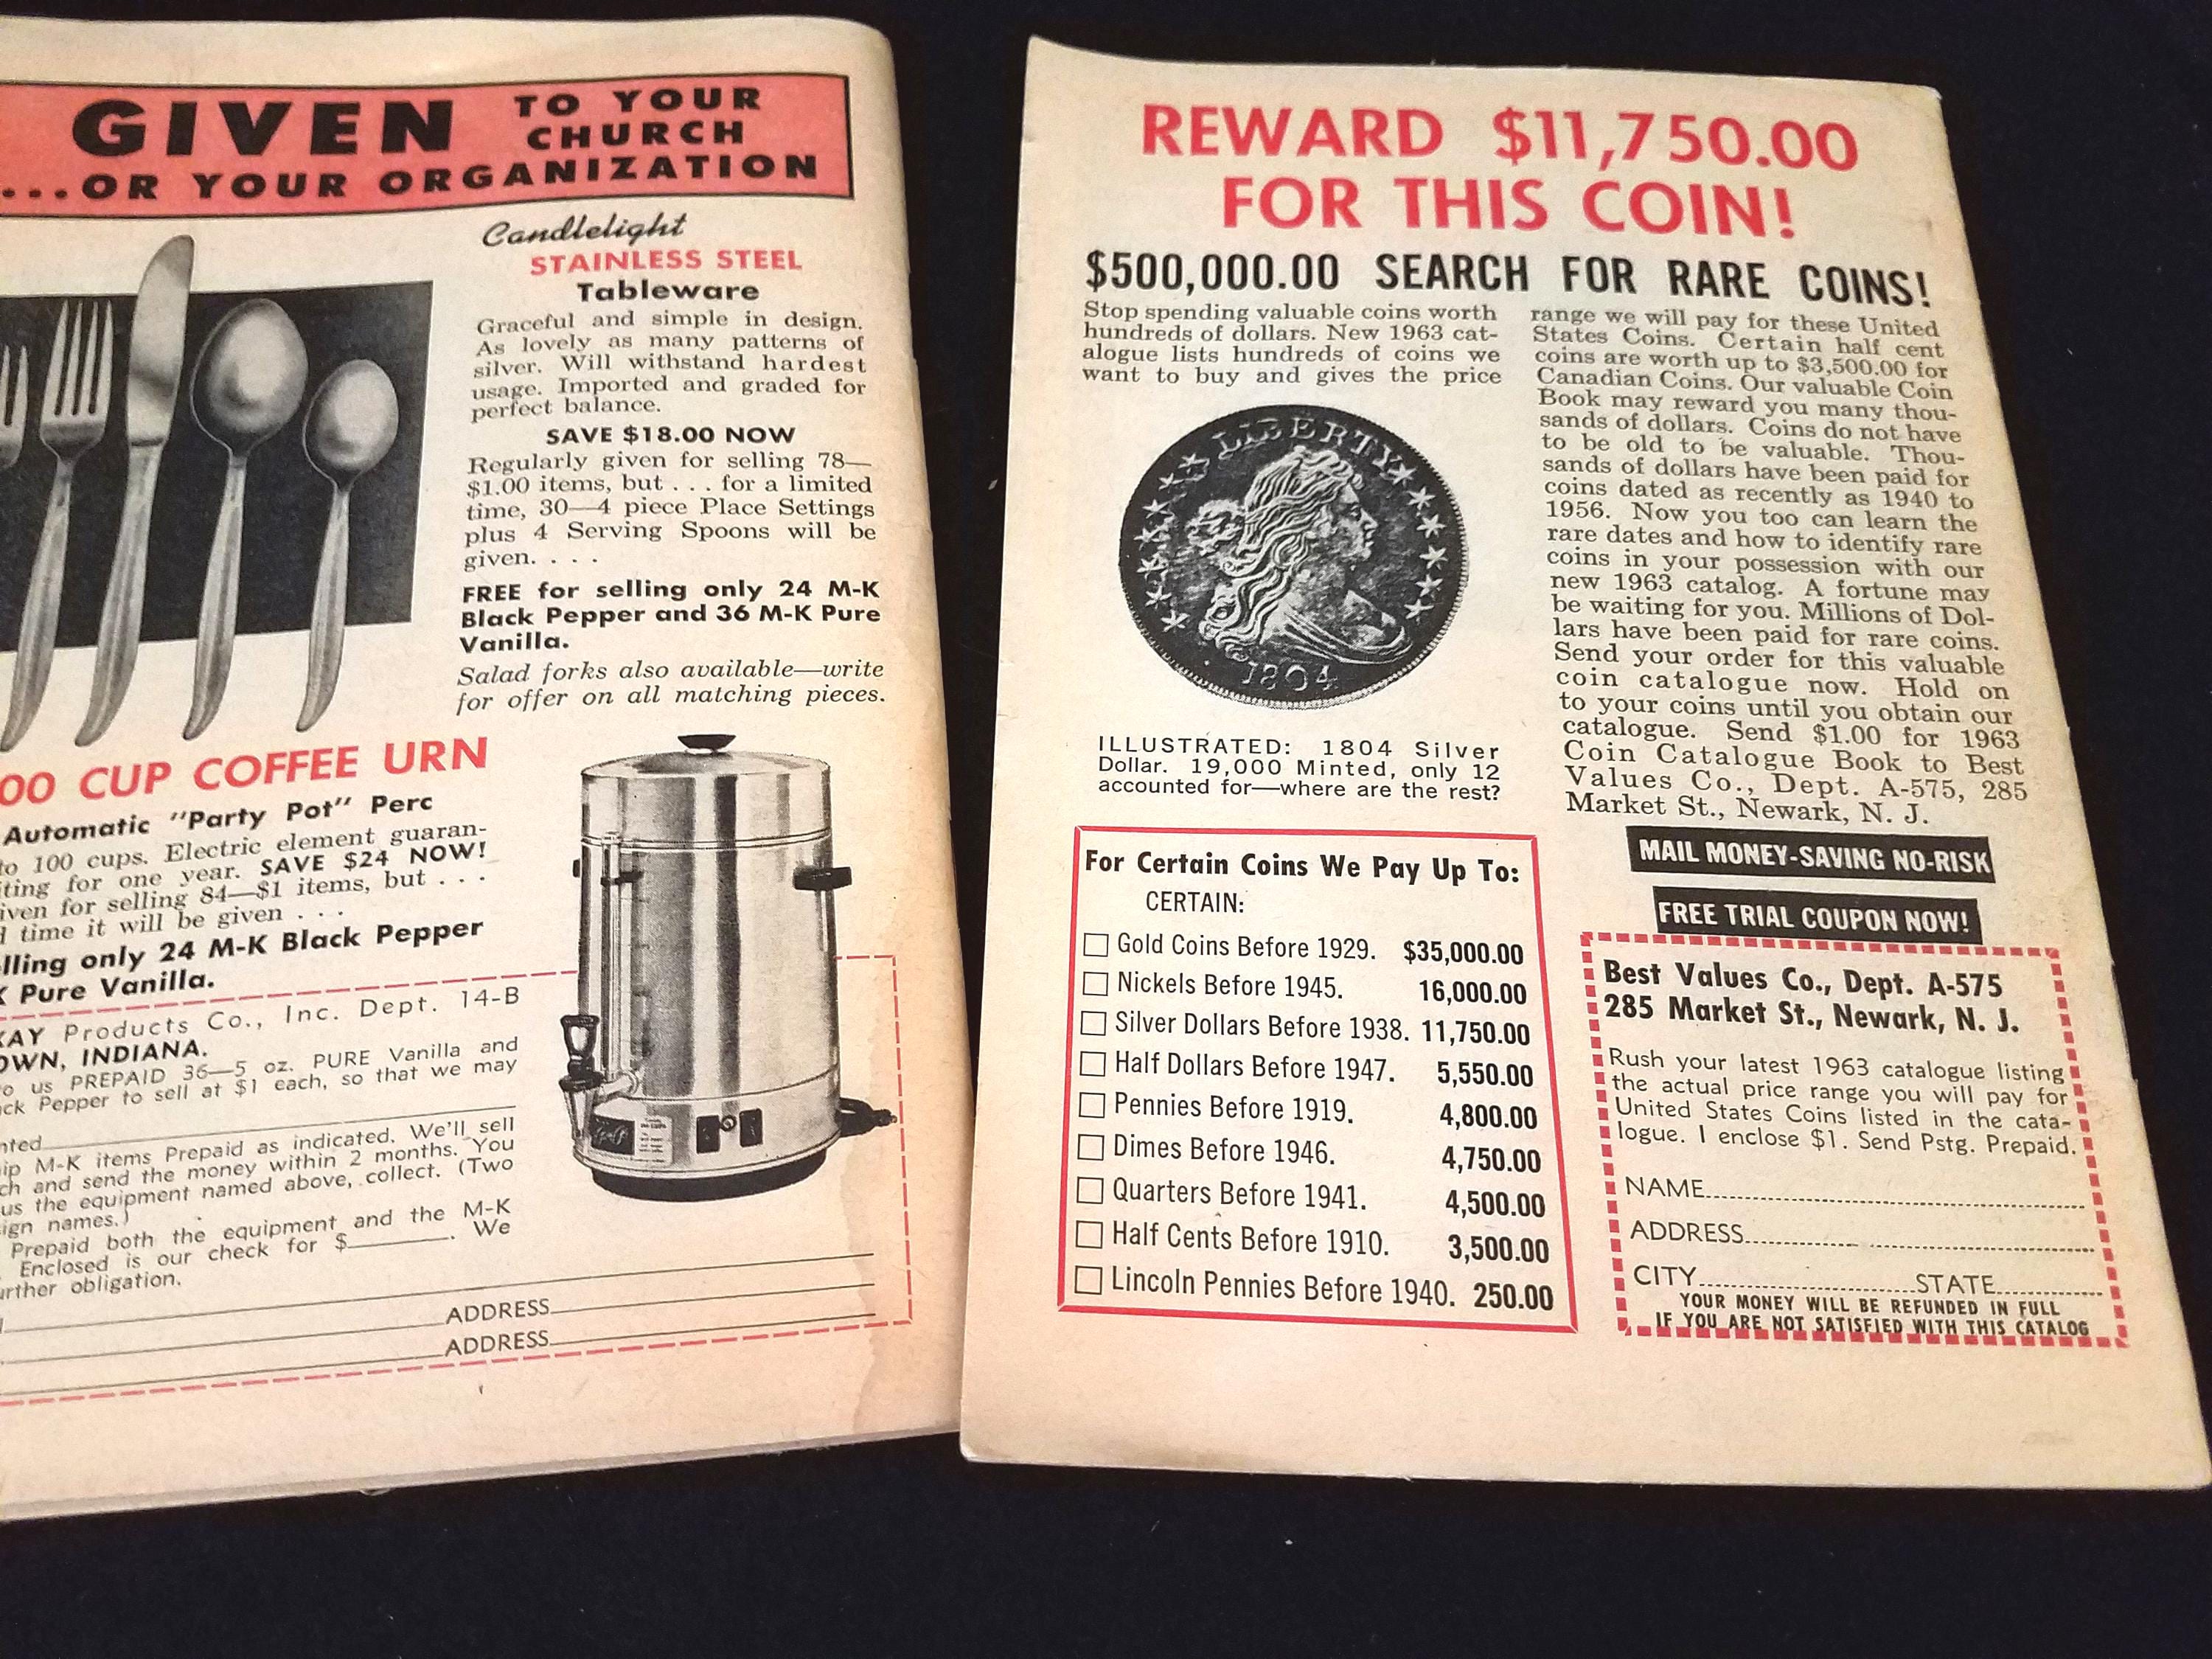 GIVEN TO YOUR
CHURCH
...OR YOUR ORGANIZATION
Candlelight
STAINLESS STEEL
Tableware
Graceful and simple in design.
As lovely as many patterns of
silver. Will withstand hardest
usage. Imported and graded for
perfect balance.
SAVE $18.00 NOW
Regularly given for selling 78—
$1.00 items, but . . . for a limited
time, 30—4 piece Place Settings
plus 4 Serving Spoons will be
given. . . .
FREE for selling only 24 M-K
Black Pepper and 36 M-K Pure
Vanilla.
Salad forks also available—write
for offer on all matching pieces.
00 CUP COFFEE URN
Automatic "Party Pot" Perc
to 100 cups. Electric element guaran-
ting for one year. SAVE $24 NOW!
iven for selling 84—$1 items, but . . .
d time it will be given . . .
lling only 24 M-K Black Pepper
K Pure Vanilla.
KAY Products Co., Inc. Dept. 14-B
OWN, INDIANA.
o us PREPAID 36—5 oz. PURE Vanilla and
ck Pepper to sell at $1 each, so that we may
nted
ip M-K items Prepaid as indicated. We'll sell
ch and send the money within 2 months. You
us the equipment named above, collect. (Two
ign names.)
Prepaid both the equipment and the M-K
. Enclosed is our check for $________. We
urther obligation.
ADDRESS
ADDRESS
REWARD $11,750.00
FOR THIS COIN!
$500,000.00 SEARCH FOR RARE COINS!
Stop spending valuable coins worth
hundreds of dollars. New 1963 cat-
alogue lists hundreds of coins we
want to buy and gives the price
LIBERTY
1804
ILLUSTRATED: 1804 Silver
Dollar. 19,000 Minted, only 12
accounted for—where are the rest?
range we will pay for these United
States Coins. Certain half cent
coins are worth up to $3,500.00 for
Canadian Coins. Our valuable Coin
Book may reward you many thou-
sands of dollars. Coins do not have
to be old to be valuable. Thou-
sands of dollars have been paid for
coins dated as recently as 1940 to
1956. Now you too can learn the
rare dates and how to identify rare
coins in your possession with our
new 1963 catalog. A fortune may
be waiting for you. Millions of Dol-
lars have been paid for rare coins.
Send your order for this valuable
coin catalogue now. Hold on
to your coins until you obtain our
catalogue. Send $1.00 for 1963
Coin Catalogue Book to Best
Values Co., Dept. A-575, 285
Market St., Newark, N. J.
For Certain Coins We Pay Up To:
CERTAIN:
Gold Coins Before 1929. $35,000.00
Nickels Before 1945. 16,000.00
Silver Dollars Before 1938. 11,750.00
Half Dollars Before 1947. 5,550.00
Pennies Before 1919. 4,800.00
Dimes Before 1946. 4,750.00
Quarters Before 1941. 4,500.00
Half Cents Before 1910. 3,500.00
Lincoln Pennies Before 1940. 250.00
MAIL MONEY-SAVING NO-RISK
FREE TRIAL COUPON NOW!
Best Values Co., Dept. A-575
285 Market St., Newark, N. J.
Rush your latest 1963 catalogue listing
the actual price range you will pay for
United States Coins listed in the cata-
logue. I enclose $1. Send Pstg. Prepaid.
NAME
ADDRESS
CITY STATE
YOUR MONEY WILL BE REFUNDED IN FULL
IF YOU ARE NOT SATISFIED WITH THIS CATALOG